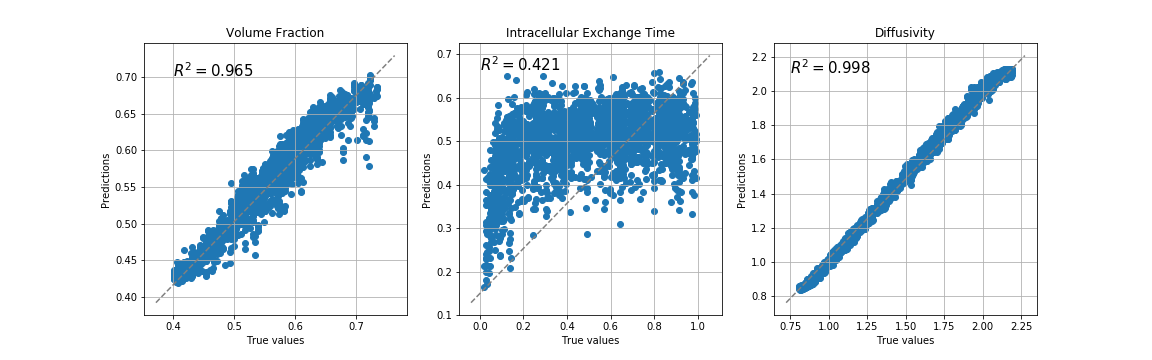 Volume Fraction
R² = 0.965
0.70
0.65
0.60
0.55
0.50
0.45
0.40
Predictions
0.4 0.5 0.6 0.7
True values
Intracellular Exchange Time
R² = 0.421
0.7
0.6
0.5
0.4
0.3
0.2
0.1
Predictions
0.0 0.2 0.4 0.6 0.8 1.0
True values
Diffusivity
R² = 0.998
2.2
2.0
1.8
1.6
1.4
1.2
1.0
0.8
Predictions
0.75 1.00 1.25 1.50 1.75 2.00 2.25
True values